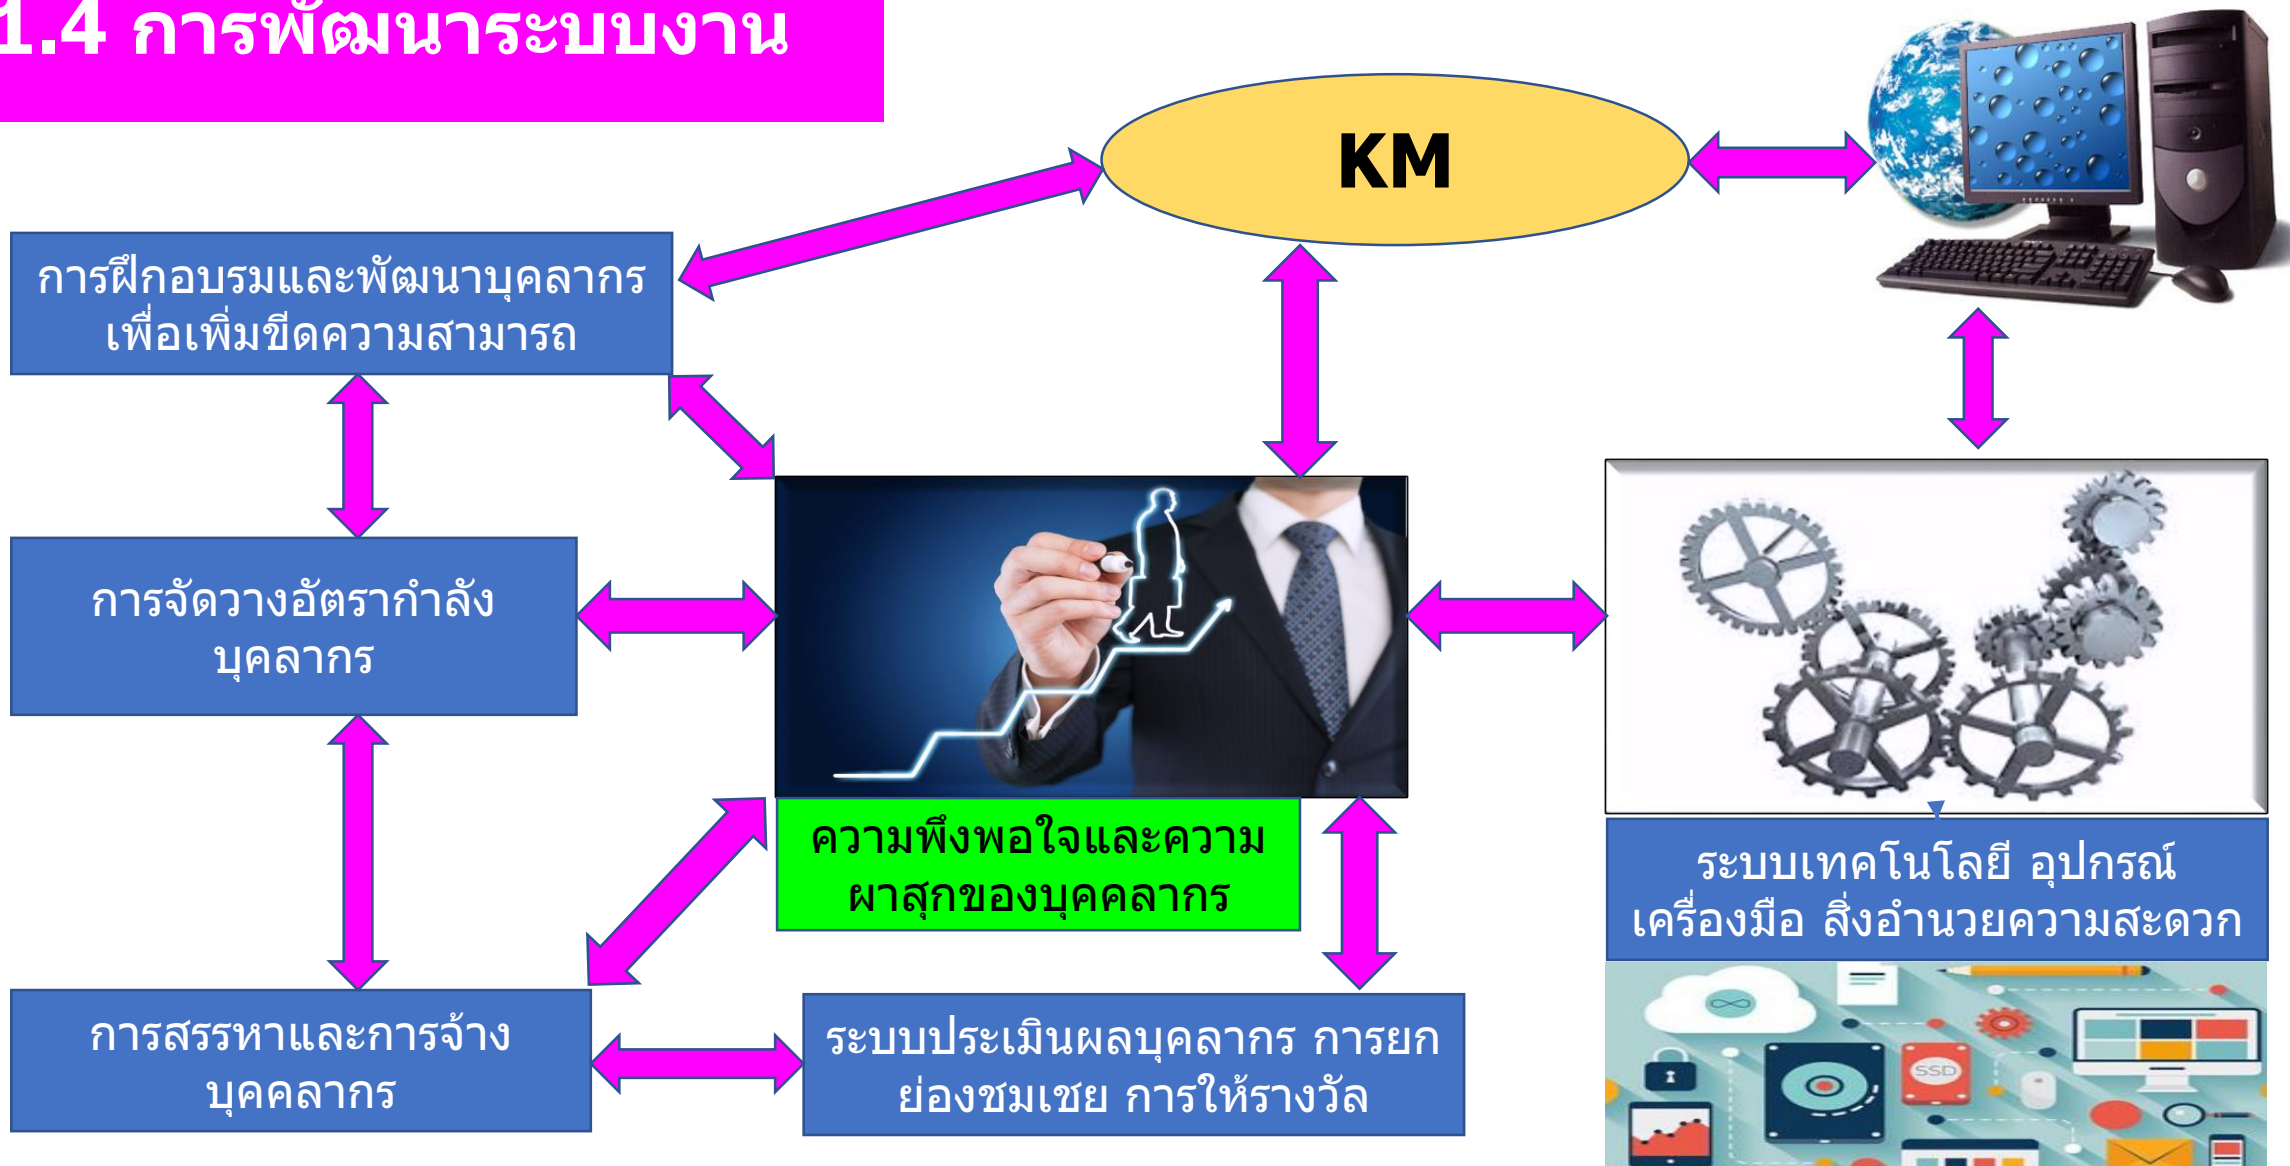 1.4 การพัฒนาระบบงาน
KM
การฝึกอบรมและพัฒนาบุคลากร
เพื่อเพิ่มขีดความสามารถ
การจัดวางอัตรากำลัง
บุคลากร
ความพึงพอใจและความ
ผาสุกของบุคคลากร
ระบบเทคโนโลยี อุปกรณ์
เครื่องมือ สิ่งอำนวยความสะดวก
การสรรหาและการจ้าง
บุคคลากร
ระบบประเมินผลบุคลากร การยก
ย่องชมเชย การให้รางวัล
SSD